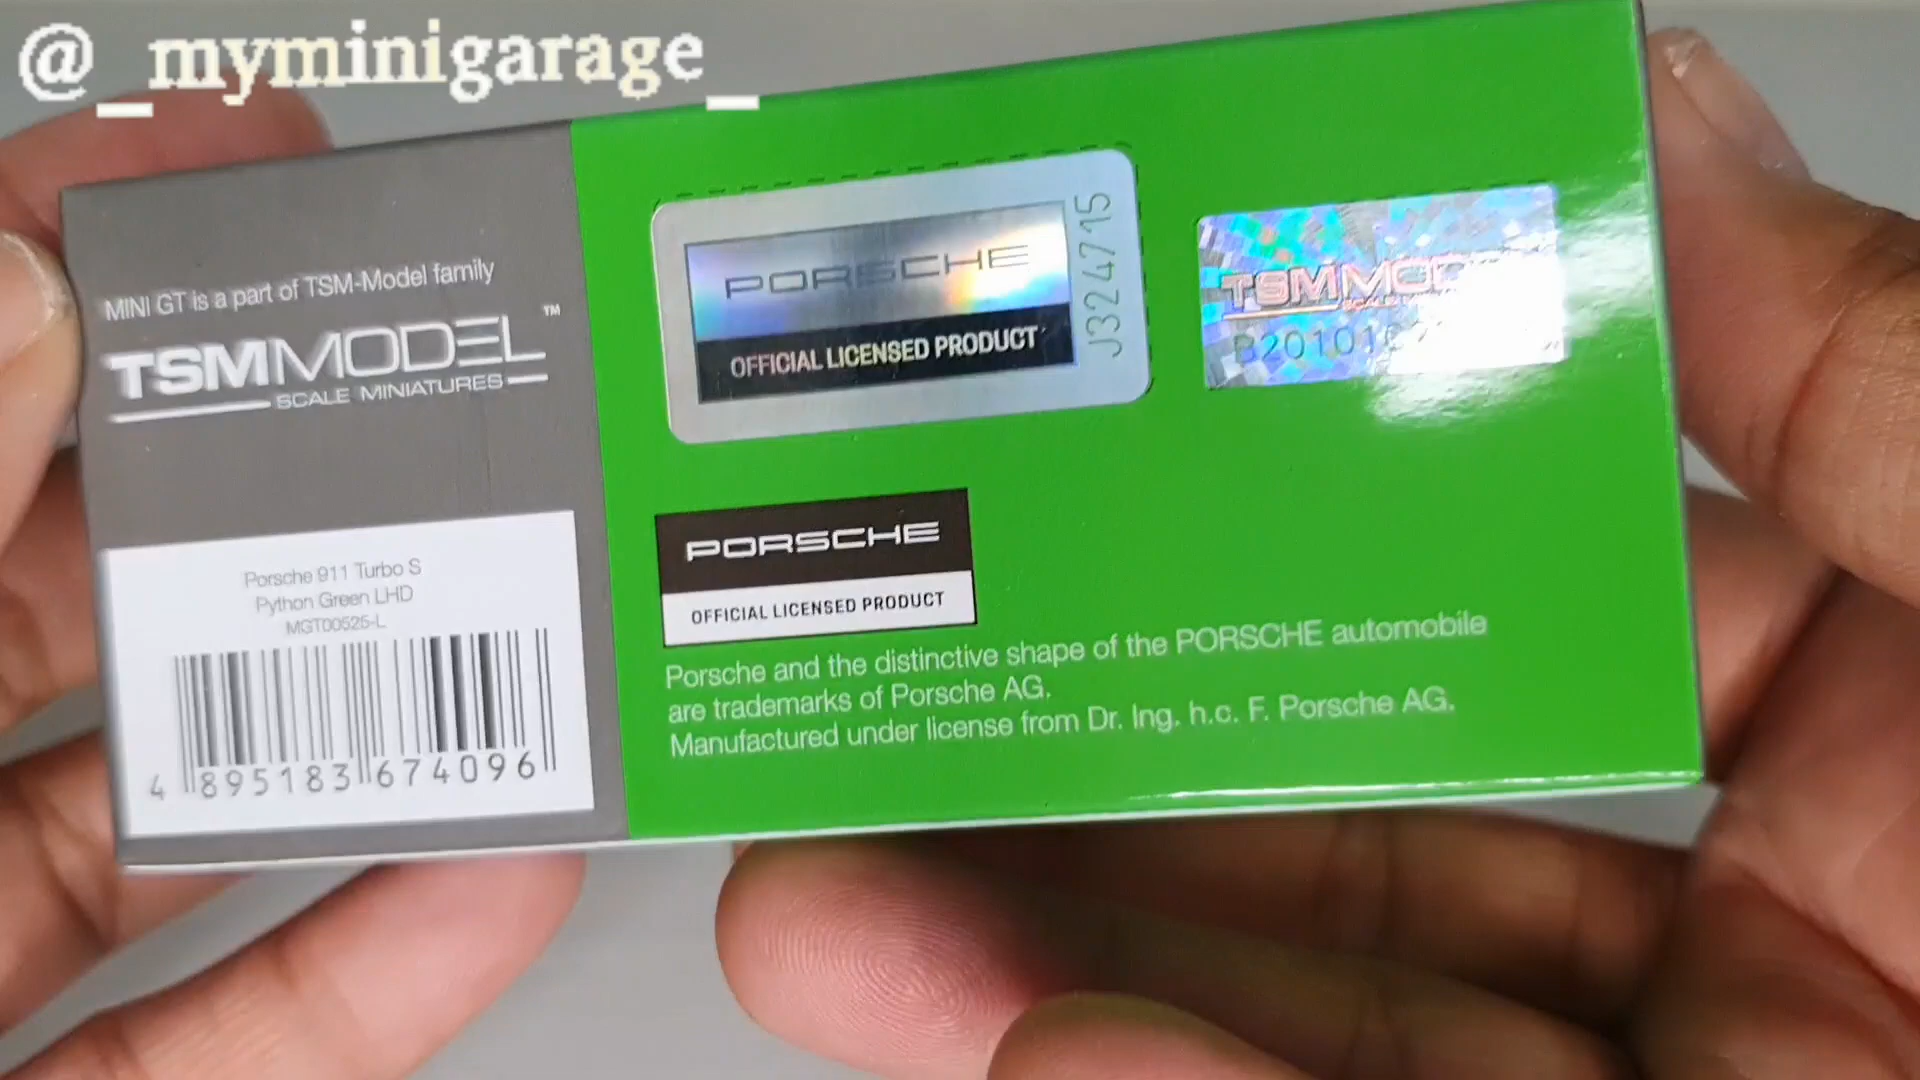 @_myminigarage_
MINI GT is a part of TSM-Model family
TSMMODEL™
SCALE MINIATURES
Porsche 911 Turbo S
Python Green LHD
MGT00525-L
4 895183 674096
PORSCHE
OFFICIAL LICENSED PRODUCT
J324715
PORSCHE
OFFICIAL LICENSED PRODUCT
Porsche and the distinctive shape of the PORSCHE automobile
are trademarks of Porsche AG.
Manufactured under license from Dr. Ing. h.c. F. Porsche AG.